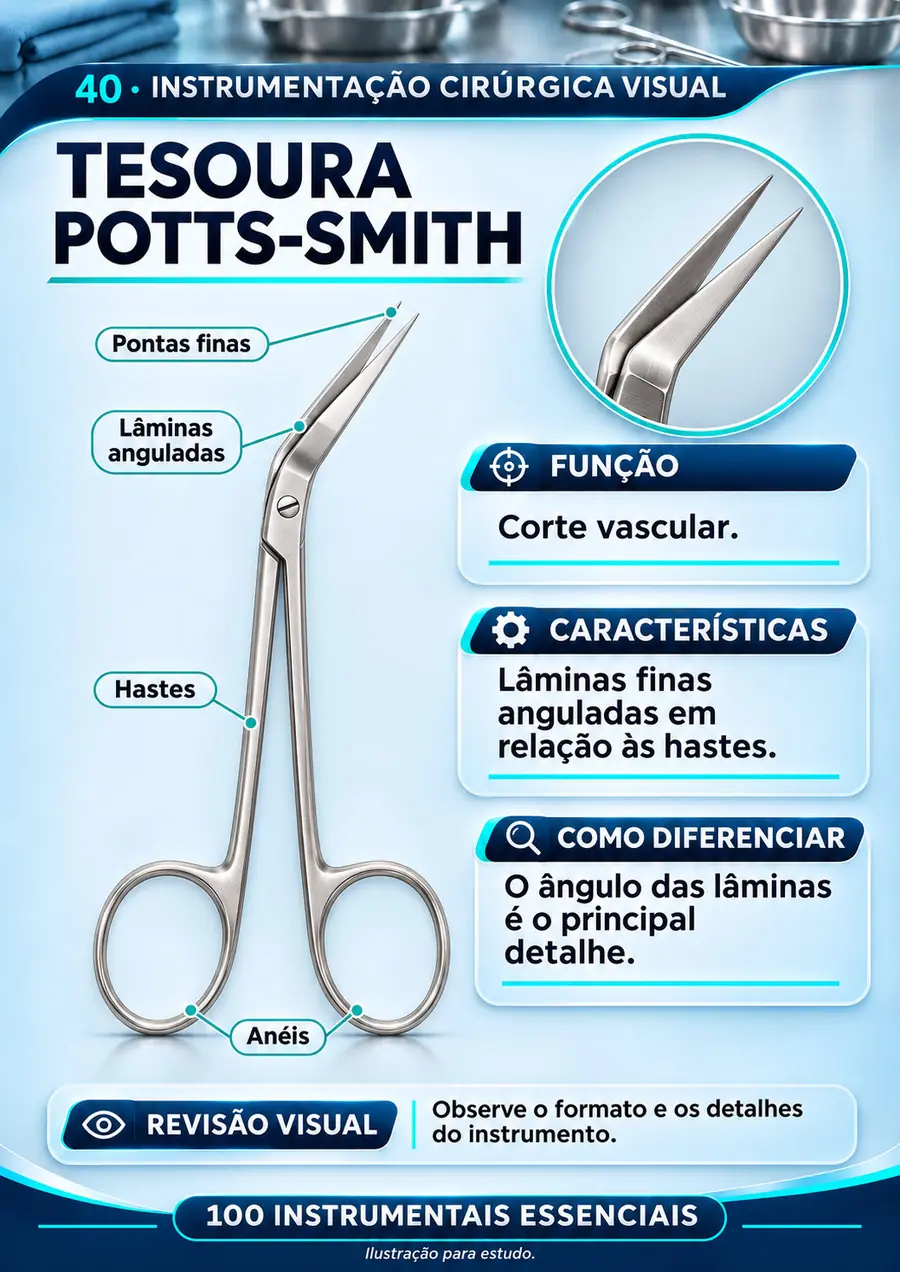 40 • INSTRUMENTAÇÃO CIRÚRGICA VISUAL
TESOURA
POTTS-SMITH
Pontas finas
Lâminas
anguladas
Hastes
Anéis
FUNÇÃO
Corte vascular.
CARACTERÍSTICAS
Lâminas finas
anguladas em
relação às hastes.
COMO DIFERENCIAR
O ângulo das lâminas
é o principal
detalhe.
REVISÃO VISUAL
Observe o formato e os detalhes
do instrumento.
100 INSTRUMENTAIS ESSENCIAIS
Ilustração para estudo.